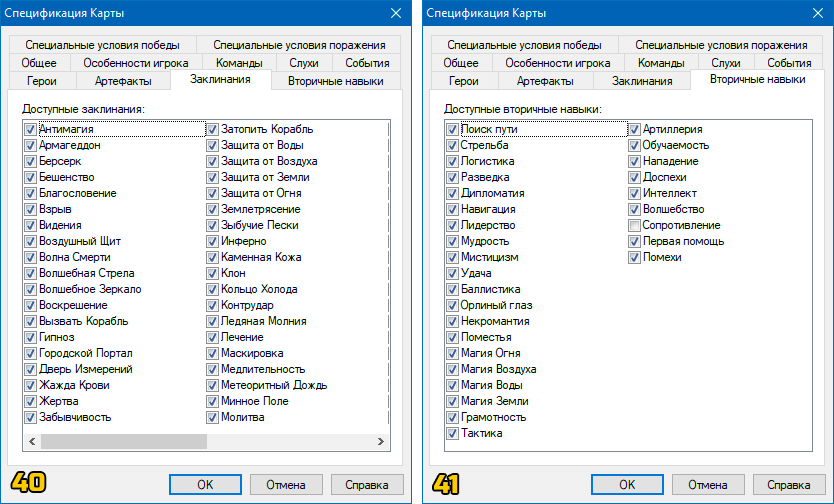 Спецификация Карты
Специальные условия победы
Специальные условия поражения
Общее
Особенности игрока
Команды
Слухи
События
Герои
Артефакты
Заклинания
Вторичные навыки
Доступные заклинания:
Антимагия
Армагеддон
Берсерк
Бешенство
Благословение
Взрыв
Видения
Воздушный Щит
Волна Смерти
Волшебная Стрела
Волшебное Зеркало
Воскрешение
Вызвать Корабль
Гипноз
Городской Портал
Дверь Измерений
Жажда Крови
Жертва
Забывчивость
Затопить Корабль
Защита от Воды
Защита от Воздуха
Защита от Земли
Защита от Огня
Землетрясение
Зыбучие Пески
Инферно
Каменная Кожа
Клон
Кольцо Холода
Контрудар
Ледяная Молния
Лечение
Маскировка
Медлительность
Метеоритный Дождь
Минное Поле
Молитва
40
OK
Отмена
Справка
Спецификация Карты
Специальные условия победы
Специальные условия поражения
Общее
Особенности игрока
Команды
Слухи
События
Герои
Артефакты
Заклинания
Вторичные навыки
Доступные вторичные навыки:
Поиск пути
Стрельба
Логистика
Разведка
Дипломатия
Навигация
Лидерство
Мудрость
Мистицизм
Удача
Баллистика
Орлиный глаз
Некромантия
Поместья
Магия Огня
Магия Воздуха
Магия Воды
Магия Земли
Грамотность
Тактика
Артиллерия
Обучаемость
Нападение
Доспехи
Интеллект
Волшебство
Сопротивление
Первая помощь
Помехи
41
OK
Отмена
Справка